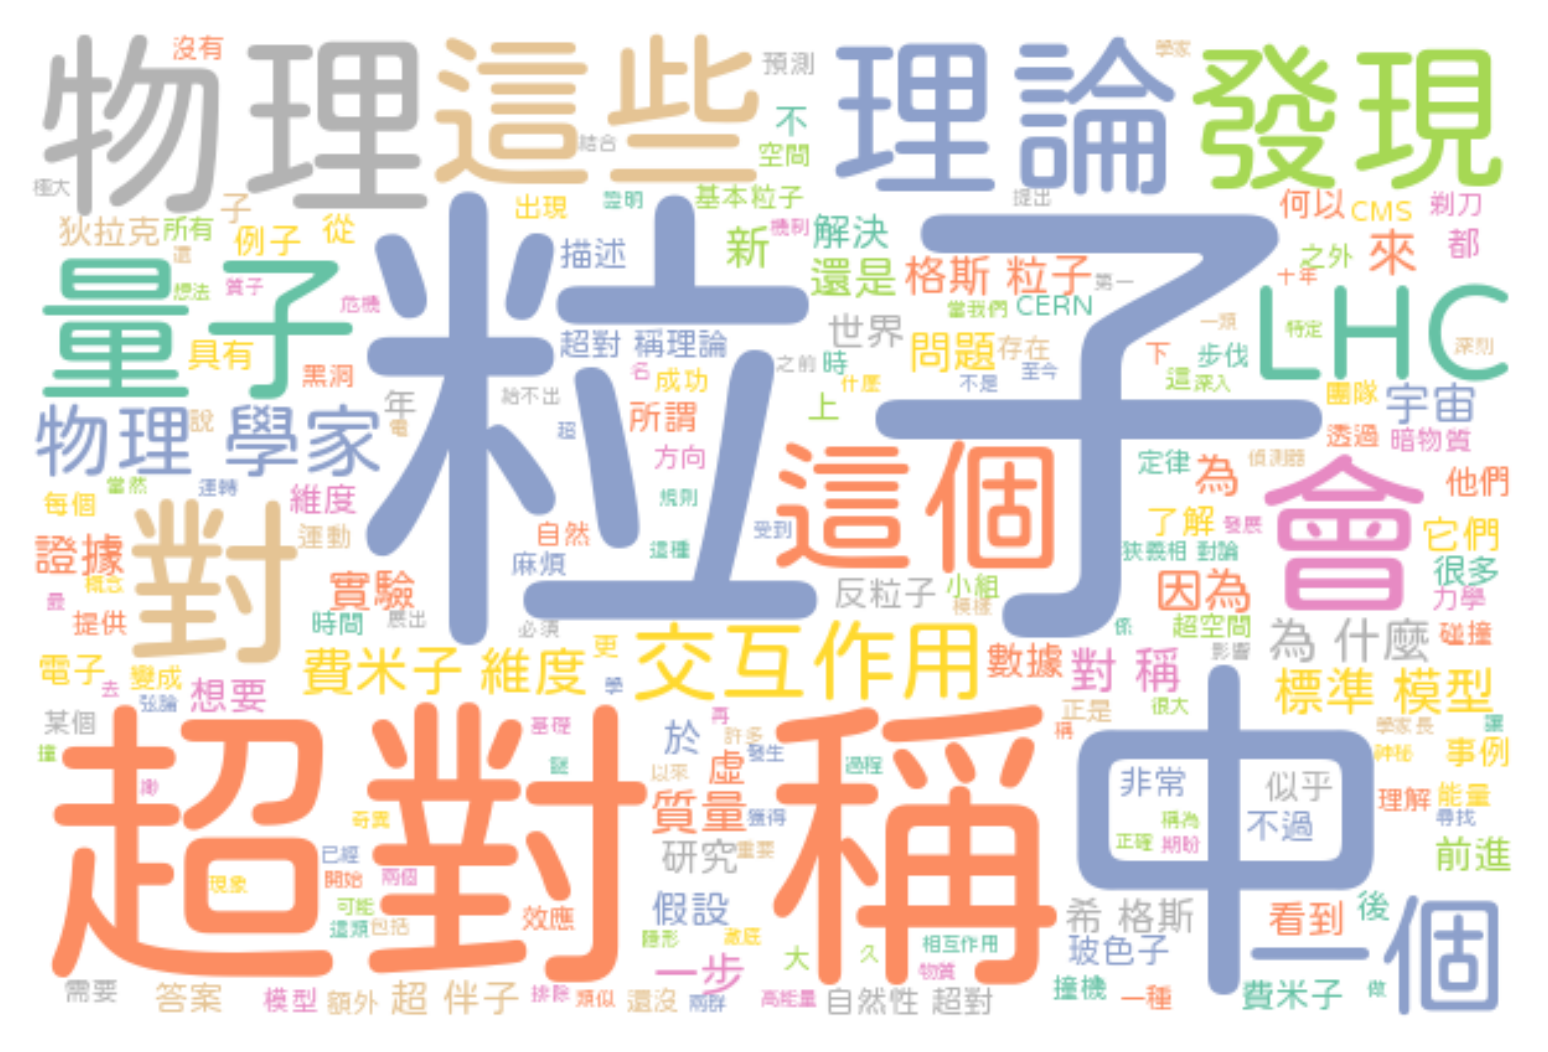 物理 這些 理論 發現
沒有
預測
學家
結合
不
空間
極大
子
出現
證明
基本粒子
提出
何以
CMS
剃刀
狄拉克
所有
這
例子
從
描述
新
機制
解決
之外
來
都
量子
想法
質子
危機
粒子
還是
格斯 粒子
第一
十年
LHC
特定
深刻
當我們
CERN
一類
具有
黑洞
超對 稱理論
世界
問題
存在
下
步伐
之前
時
名
成功
什麼
不是
至今
這
深入
團隊
宇宙
物理 學家
說
年
電
給不出
超
所謂
上
透過
暗物質
方向
這個
定律
偵測器
為
會
他們
每個
當然
運轉
維度
規則
對
運動
自然
受到
了解
發展
它們
證據
概念
麻煩
這種
狹義相 對論
很多
實驗
反粒子
小組
模樣
因為
力學
最
提供
時間
展出
必須
係
超空間
為 什麼
碰撞
影響
電子
變成
去
弦論
想要
費米子 維度
更
學
交互作用
數據
對 稱
標準 模型
某個
很大
正是
再
稱
基礎
於
許多
發生
學家長
讓
撞
超對稱
中
神秘
事例
謎
以來
虛
過程
非常
似乎
理解
能量
奇異
質量
獲得
稱為
不過
尋找
正確
期盼
已經
研究
重要
前進
現象
開始
兩個
可能
這類
包括
效應
假設
希 格斯
看到
後
一個
隱形
澈底
大
久
相互作用
玻色子
一步
物質
需要
答案
模型
額外
超 伴子
排除
類似
還沒
兩群
高能量
自然性 超對
撞機
一種
費米子
做